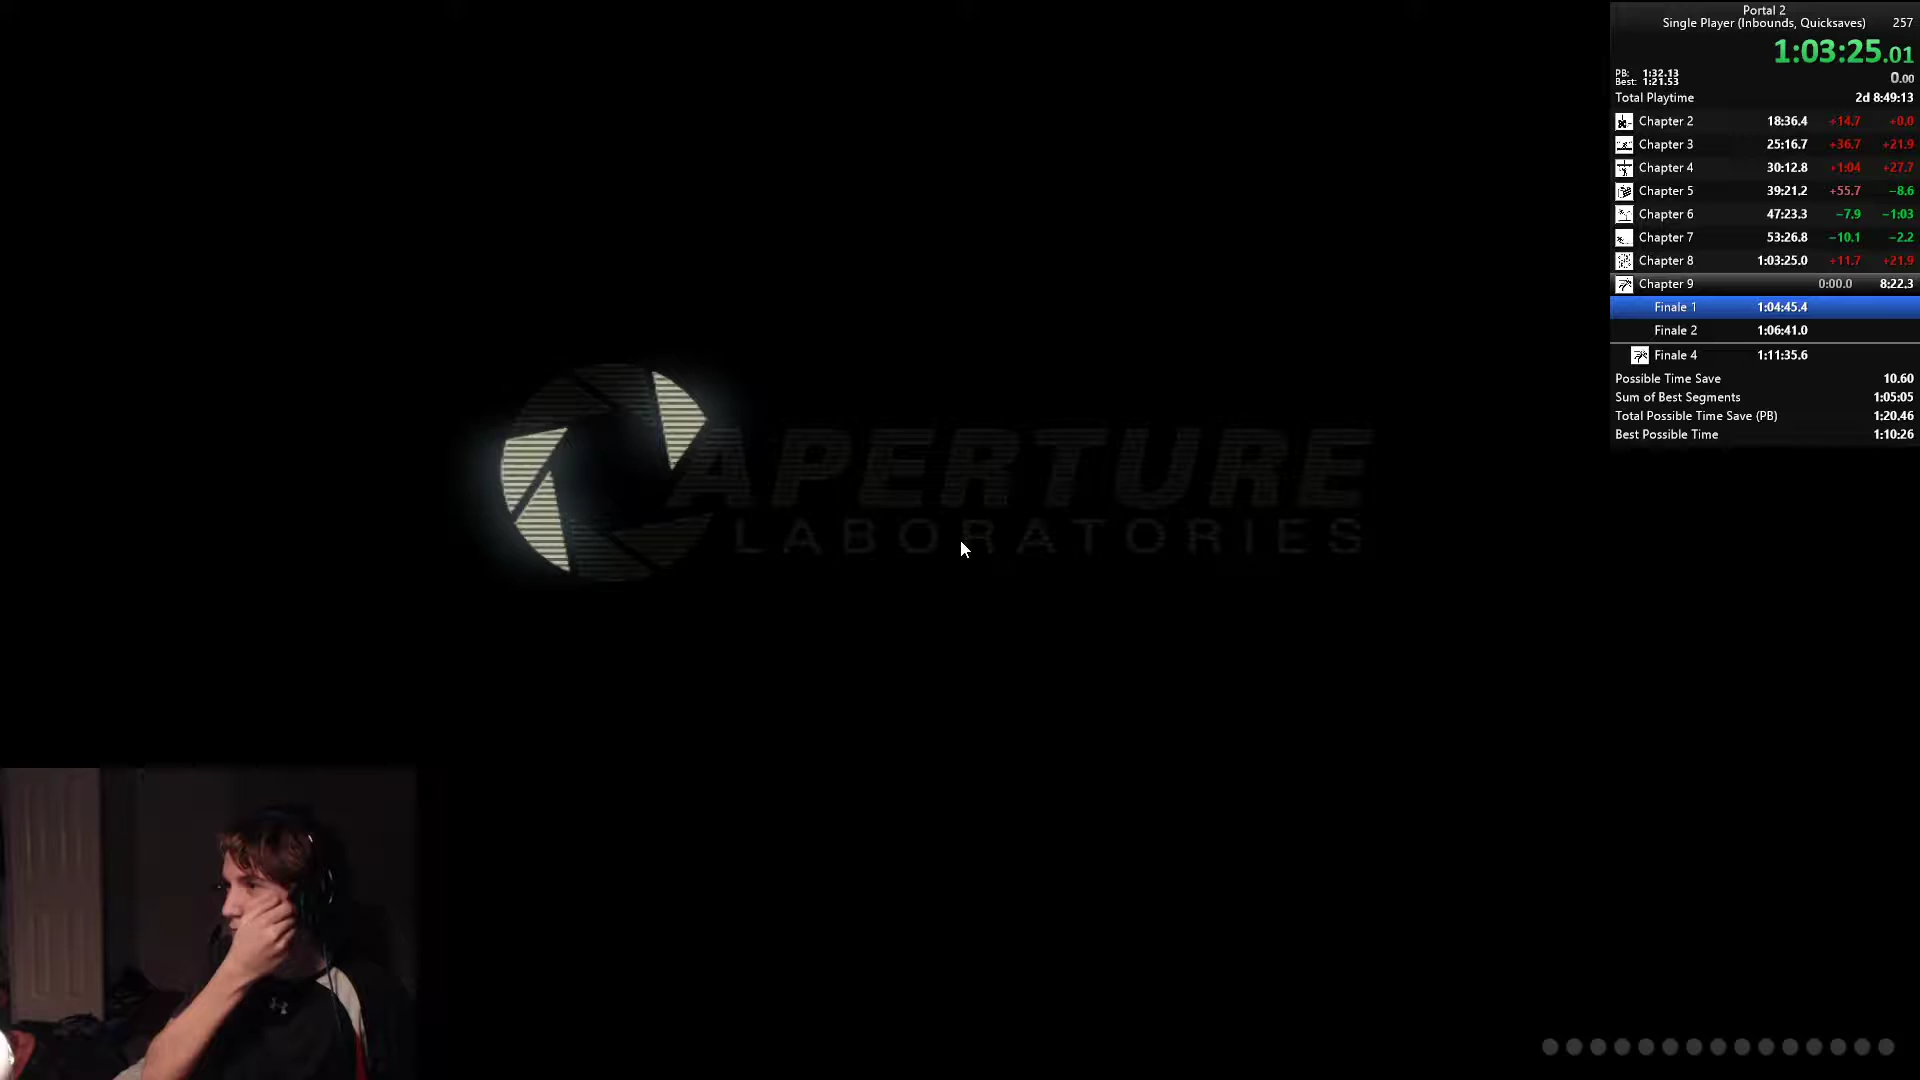 Portal 2
Single Player (Inbounds, Quicksaves) 257
1:03:25.01
PB: 1:32.13
Best: 1:21.53
0.00
Total Playtime 2d 8:49:13
Chapter 2 18:36.4 +14.7 +0.0
Chapter 3 25:16.7 +36.7 +21.9
Chapter 4 30:12.8 +1:04 +27.7
Chapter 5 39:21.2 +55.7 −8.6
Chapter 6 47:23.3 −7.9 −1:03
Chapter 7 53:26.8 −10.1 −2.2
Chapter 8 1:03:25.0 +11.7 +21.9
Chapter 9 0:00.0 8:22.3
Finale 1 1:04:45.4
Finale 2 1:06:41.0
Finale 4 1:11:35.6
Possible Time Save 10.60
Sum of Best Segments 1:05:05
Total Possible Time Save (PB) 1:20.46
Best Possible Time 1:10:26
APERTURE
LABORATORIES